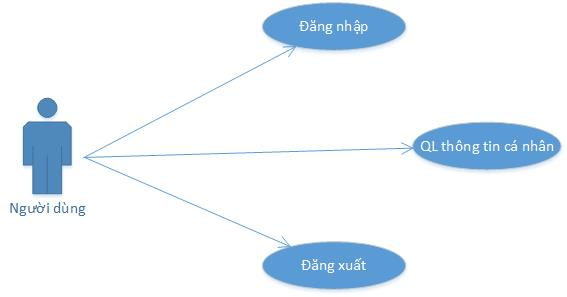 Đăng nhập
QL thông tin cá nhân
Người dùng
Đăng xuất